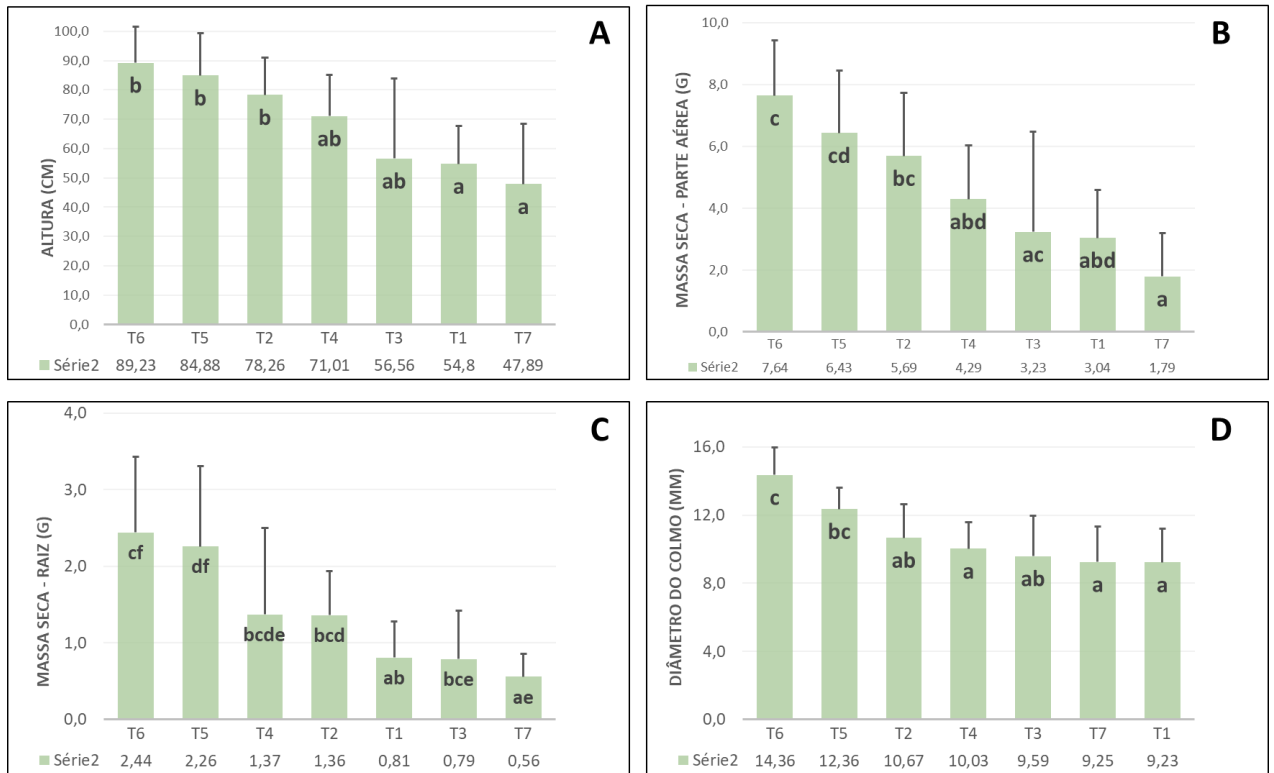 A
ALTURA (CM)
100,0
90,0
80,0
70,0
60,0
50,0
40,0
30,0
20,0
10,0
0,0
b b b ab ab a a
T6 T5 T2 T4 T3 T1 T7
Série2 89,23 84,88 78,26 71,01 56,56 54,8 47,89
B
MASSA SECA - PARTE AÉREA (G)
10,0
8,0
6,0
4,0
2,0
0,0
c cd bc abd ac abd a
T6 T5 T2 T4 T3 T1 T7
Série2 7,64 6,43 5,69 4,29 3,23 3,04 1,79
C
MASSA SECA - RAIZ (G)
4,0
3,0
2,0
1,0
0,0
cf df bcde bcd ab bce ae
T6 T5 T4 T2 T1 T3 T7
Série2 2,44 2,26 1,37 1,36 0,81 0,79 0,56
D
DIÂMETRO DO COLMO (MM)
16,0
12,0
8,0
4,0
0,0
c bc ab a ab a a
T6 T5 T2 T4 T3 T7 T1
Série2 14,36 12,36 10,67 10,03 9,59 9,25 9,23